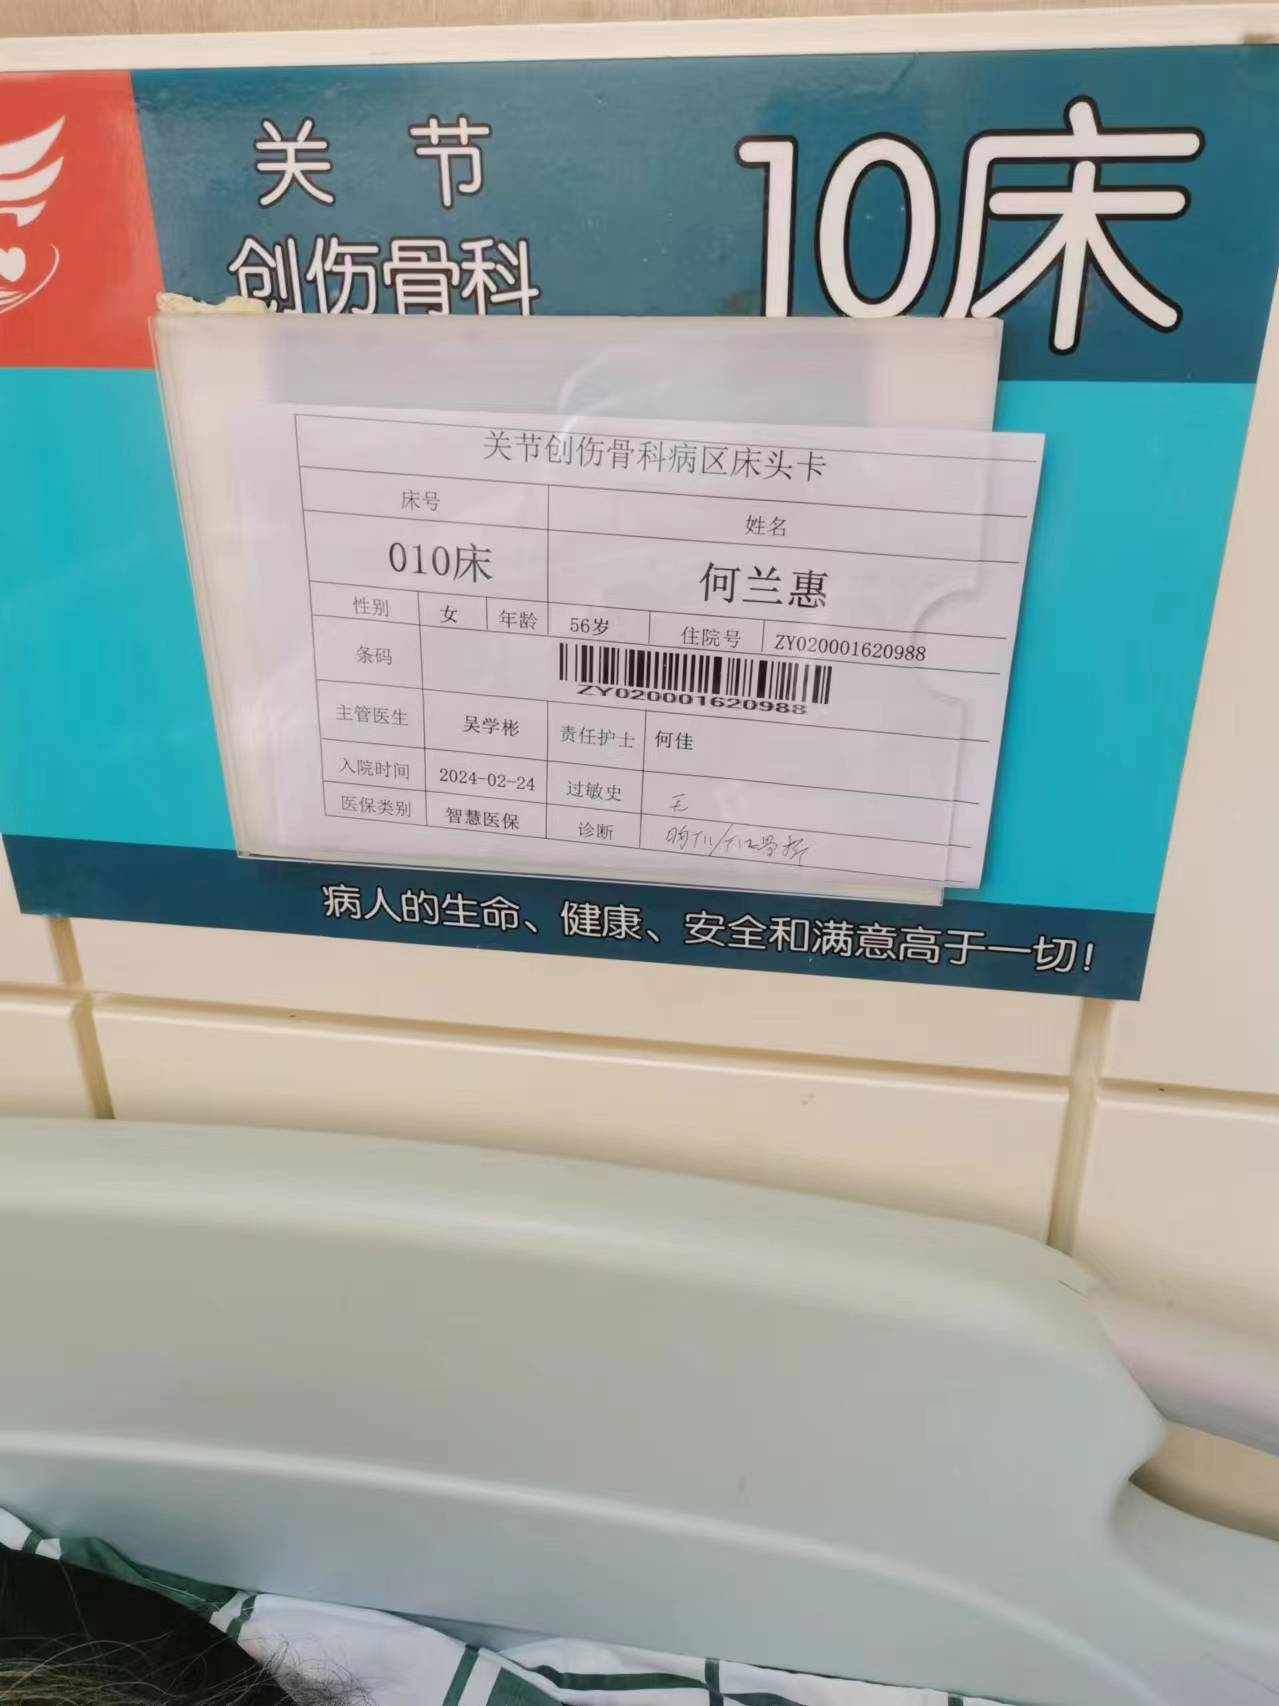 关节
创伤骨科
10床
关节创伤骨科病区床头卡
床号 姓名
010床 何兰惠
性别 女 年龄 56岁 住院号 ZY020001620988
条码
ZY020001620988
主管医生 吴学彬 责任护士 何佳
入院时间 2024-02-24 过敏史
医保类别 智慧医保 诊断
病人的生命、健康、安全和满意高于一切!